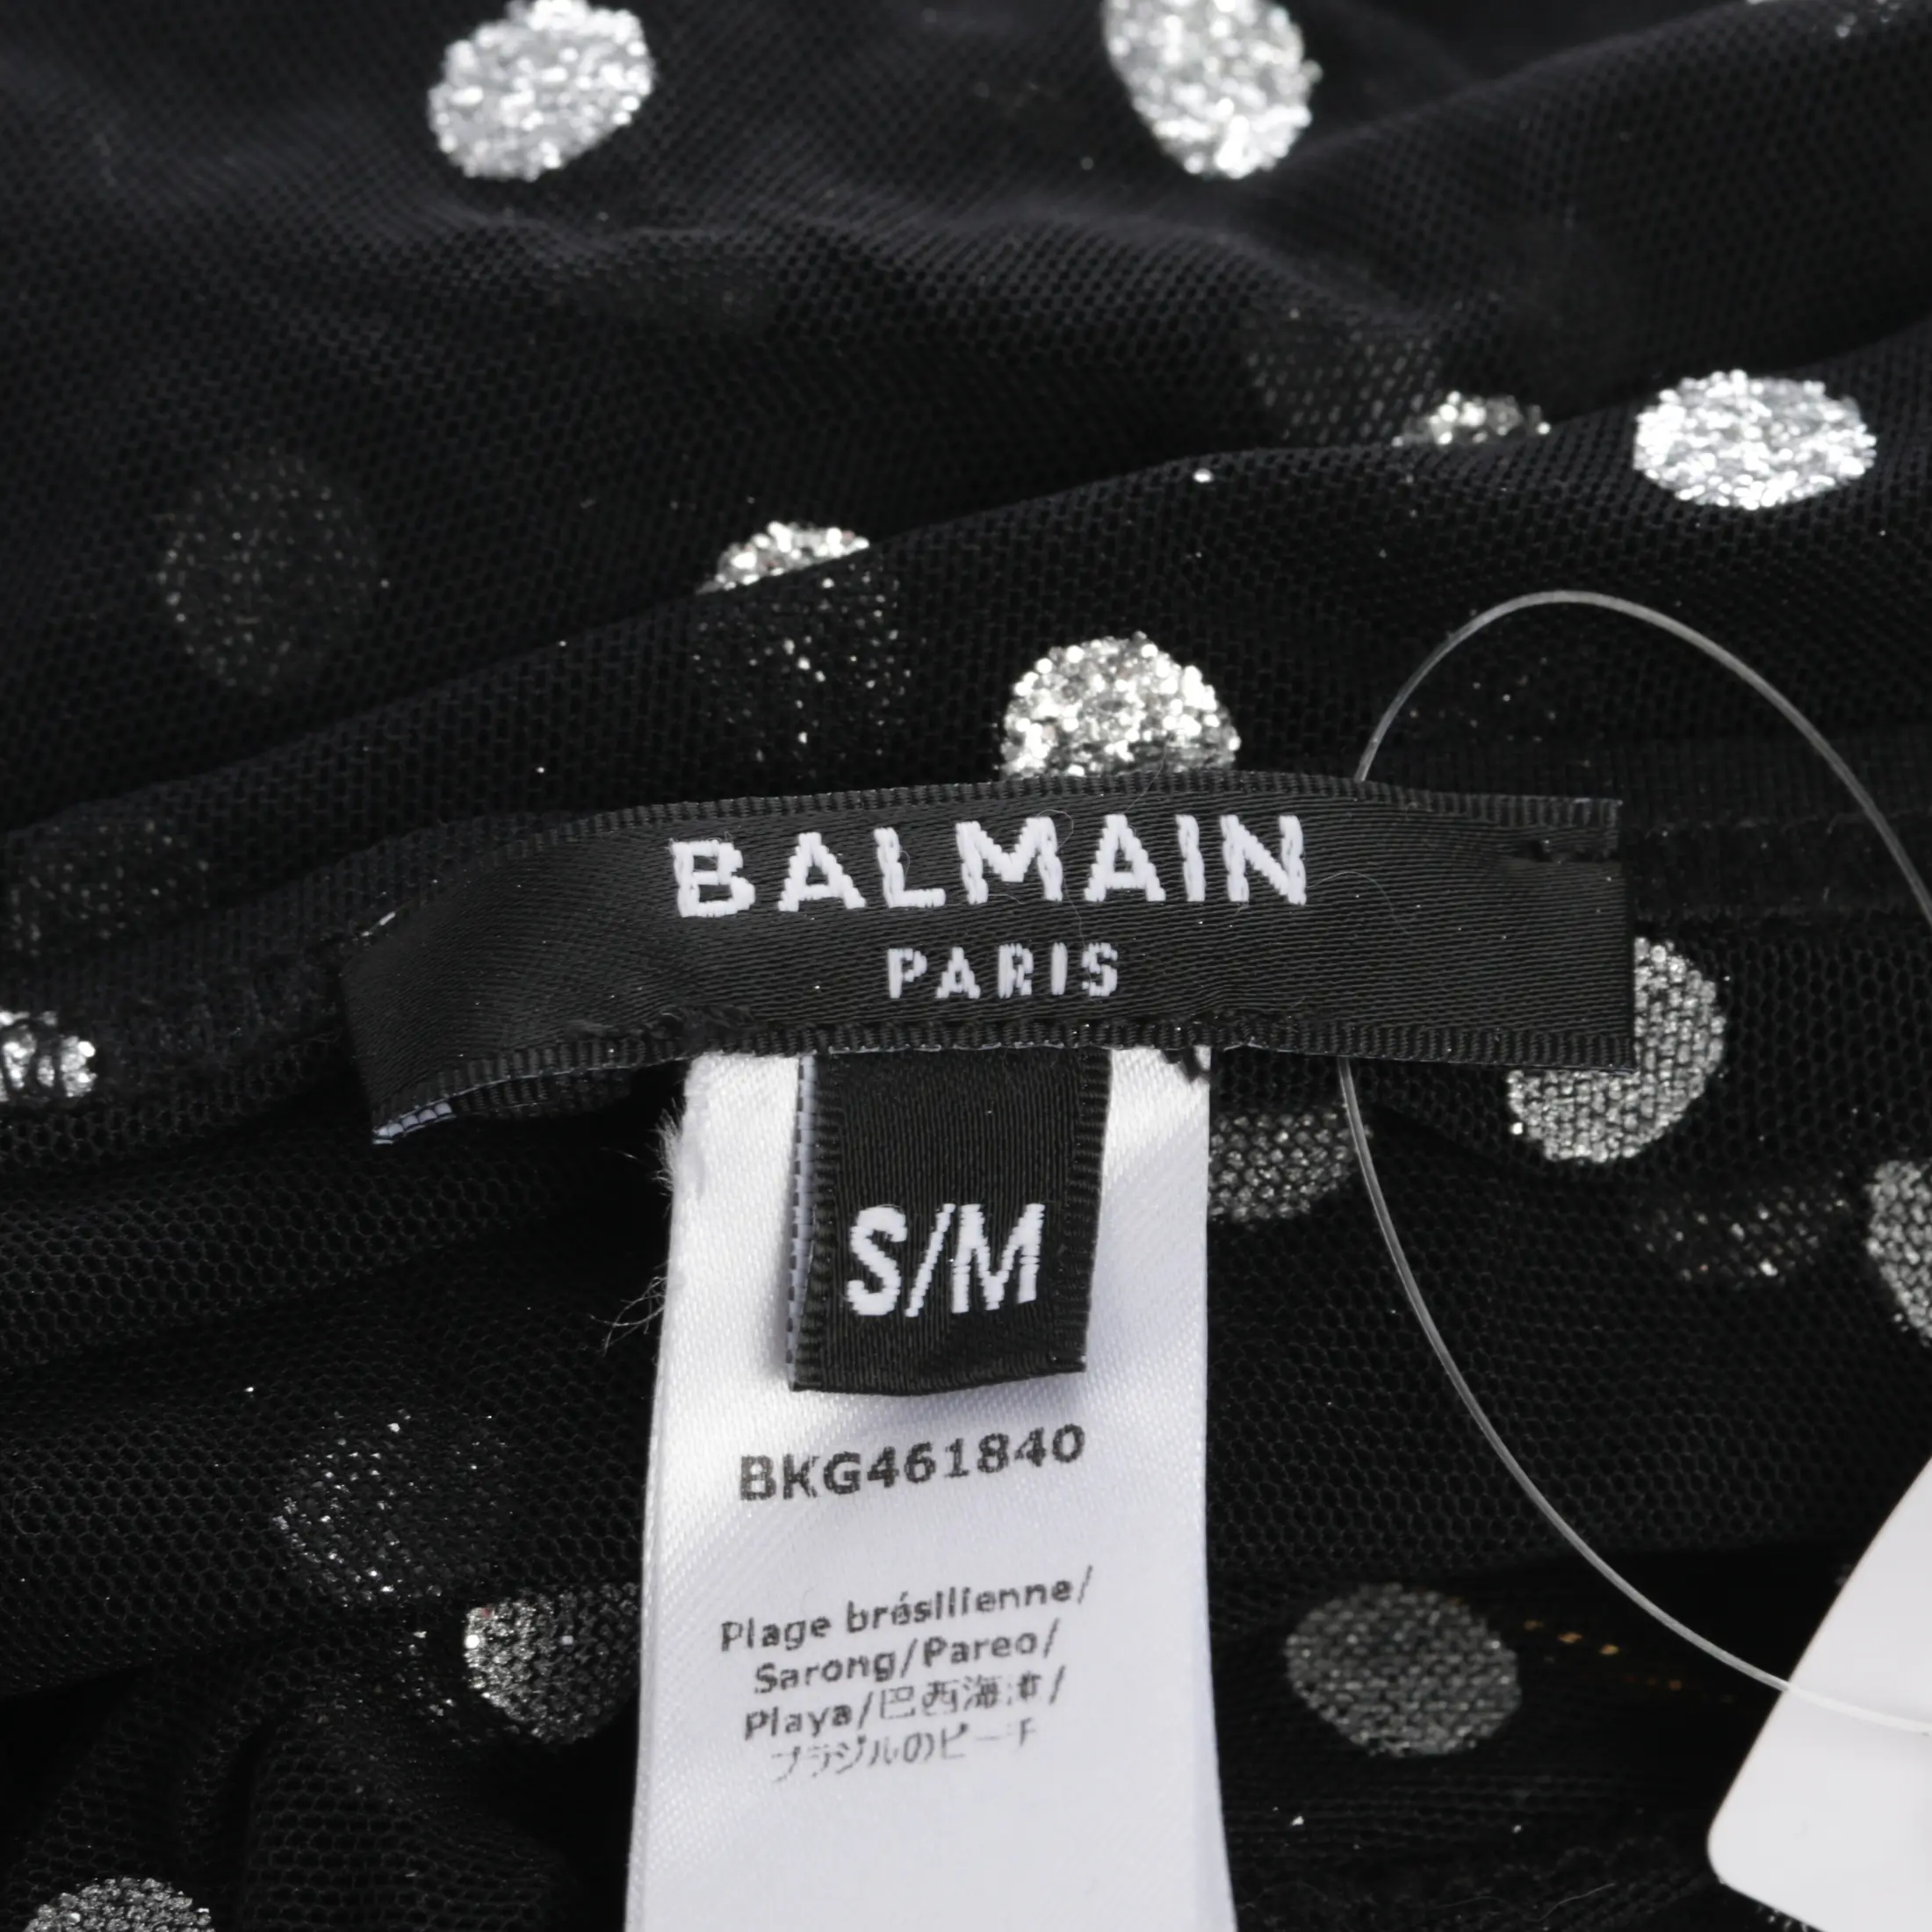 BALMAIN
PARIS
S/M
BKG461840
Plage brésilienne/
Sarong/Pareo/
Playa/巴西海滩/
ブラジルのビーチ